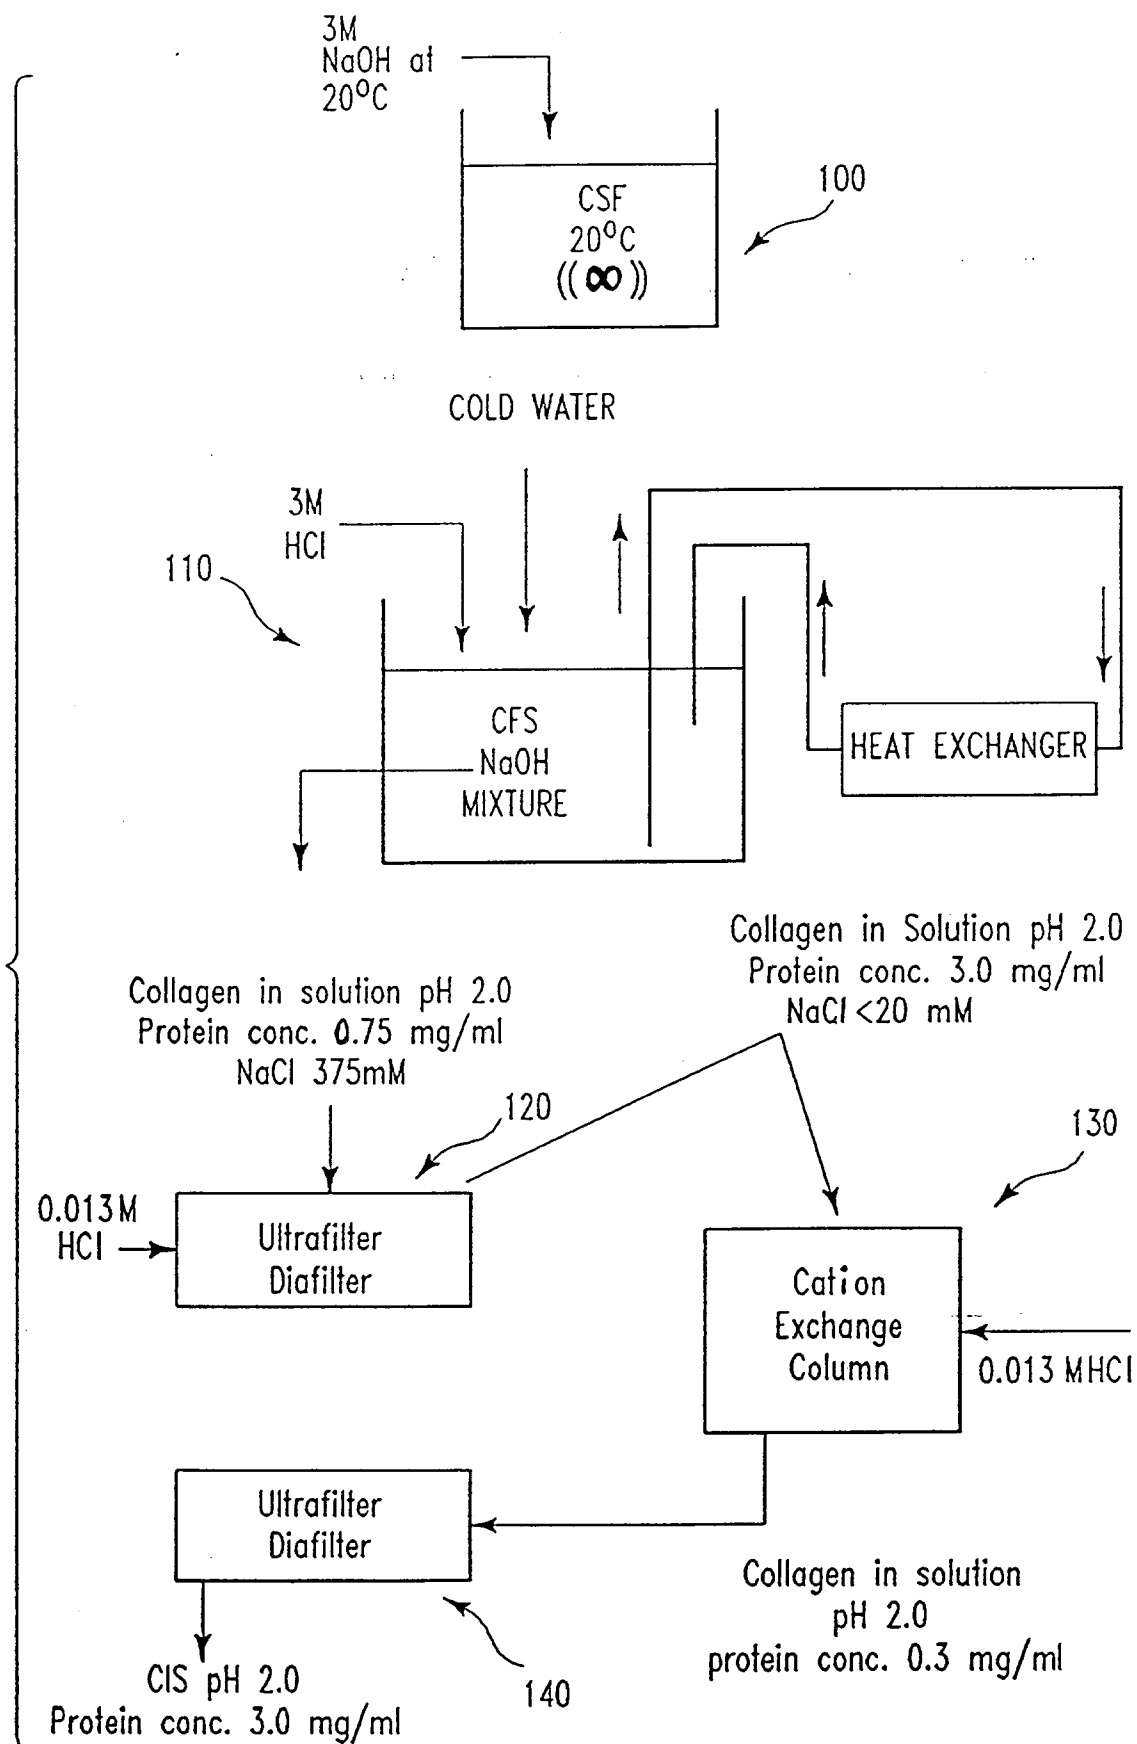 3M
NaOH at
20°C
CSF
20°C
((∞))
100
COLD WATER
3M
HCl
110
CFS
NaOH
MIXTURE
HEAT EXCHANGER
Collagen in Solution pH 2.0
Protein conc. 3.0 mg/ml
NaCl <20 mM
Collagen in solution pH 2.0
Protein conc. 0.75 mg/ml
NaCl 375mM
120
130
0.013M
HCl
Ultrafilter
Diafilter
Cation
Exchange
Column
0.013 MHCl
Ultrafilter
Diafilter
Collagen in solution
pH 2.0
protein conc. 0.3 mg/ml
140
CIS pH 2.0
Protein conc. 3.0 mg/ml